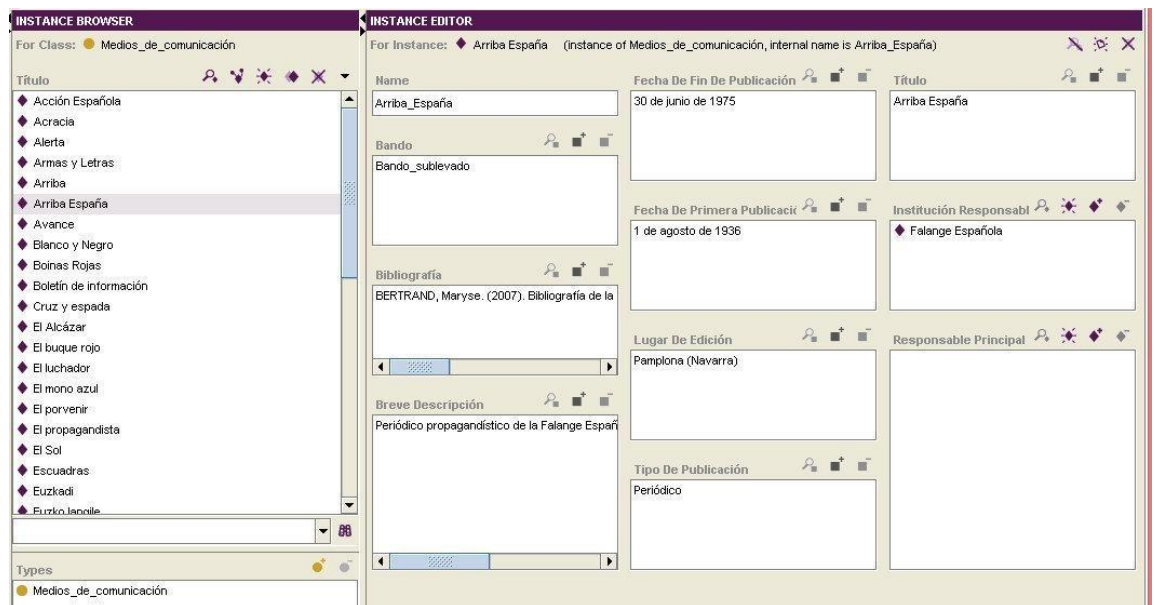 INSTANCE BROWSER
For Class: Medios_de_comunicación
Título
Acción Española
Acracia
Alerta
Armas y Letras
Arriba
Arriba España
Avance
Blanco y Negro
Boinas Rojas
Boletín de información
Cruz y espada
El Alcázar
El buque rojo
El luchador
El mono azul
El porvenir
El propagandista
El Sol
Escuadras
Euzkadi
Euzko langile
Types
Medios_de_comunicación
INSTANCE EDITOR
For Instance: Arriba España (instance of Medios_de_comunicación, internal name is Arriba_España)
Name
Arriba_España
Bando
Bando_sublevado
Bibliografía
BERTRAND, Maryse. (2007). Bibliografía de la
Breve Descripción
Periódico propagandístico de la Falange Españ
Fecha De Fin De Publicación
30 de junio de 1975
Fecha De Primera Publicació
1 de agosto de 1936
Lugar De Edición
Pamplona (Navarra)
Tipo De Publicación
Periódico
Título
Arriba España
Institución Responsabl
Falange Española
Responsable Principal